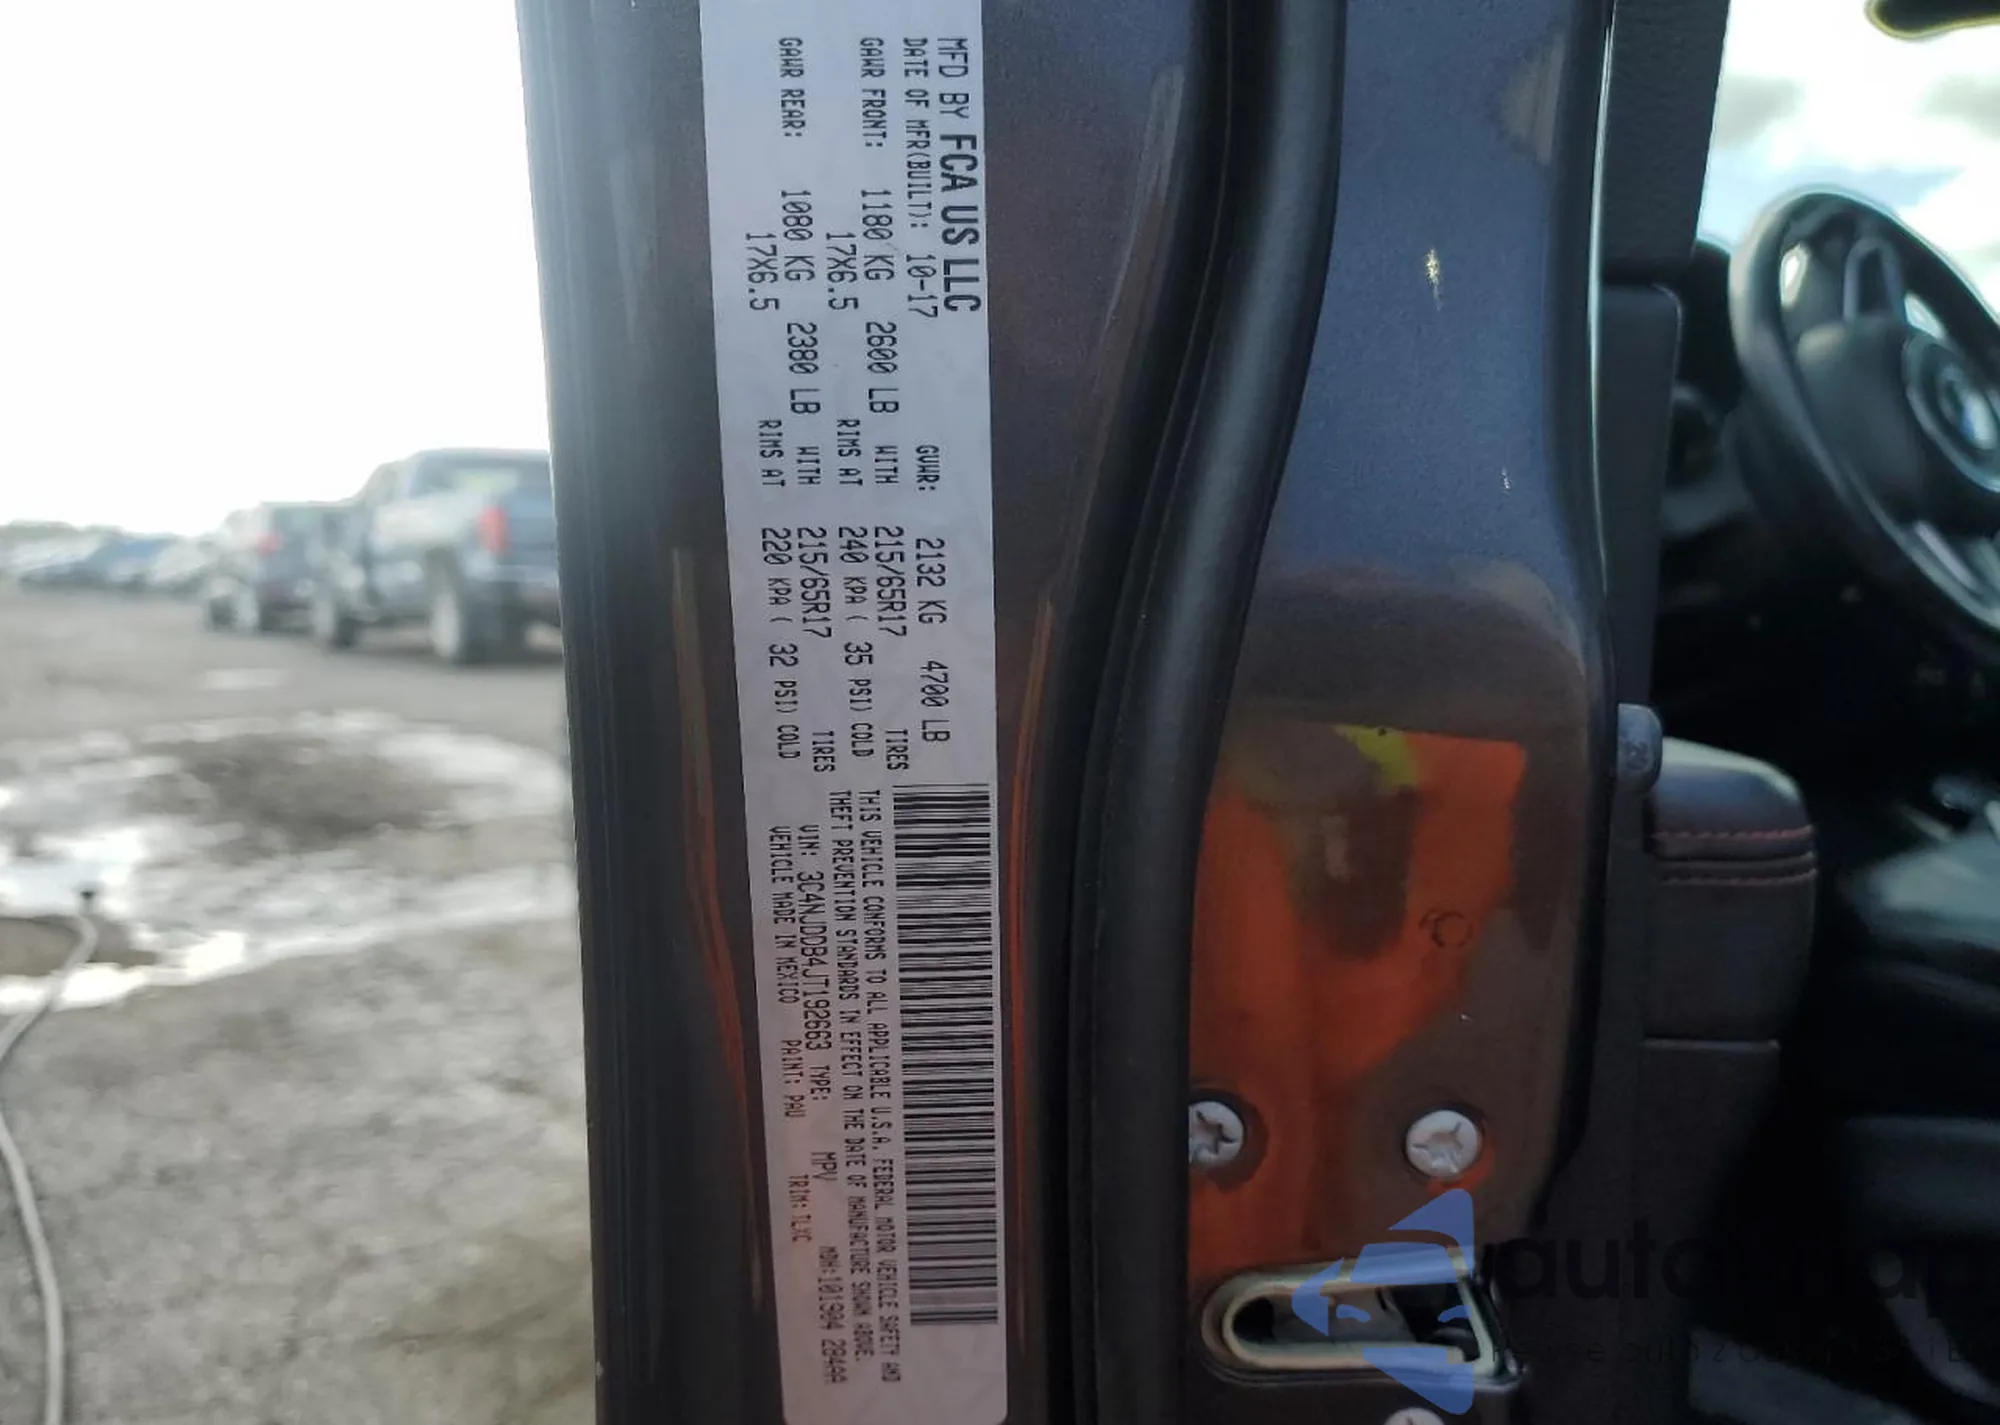 MFD BY FCA US LLC
DATE OF MFR(BUILT): 10-17 GVWR: 2132 KG 4700 LB
GAWR FRONT: 1180 KG 2600 LB WITH 215/65R17 TIRES
17X6.5 RIMS AT 240 KPA ( 35 PSI) COLD
GAWR REAR: 1080 KG 2380 LB WITH 215/65R17 TIRES
17X6.5 RIMS AT 220 KPA ( 32 PSI) COLD
THIS VEHICLE CONFORMS TO ALL APPLICABLE U.S.A. FEDERAL MOTOR VEHICLE SAFETY AND
THEFT PREVENTION STANDARDS IN EFFECT ON THE DATE OF MANUFACTURE SHOWN ABOVE.
VIN: 3C4NJDDB4JT192663 TYPE: MPV MDH:101904 284AA
VEHICLE MADE IN MEXICO PAINT: PAU TRIM: TLXC